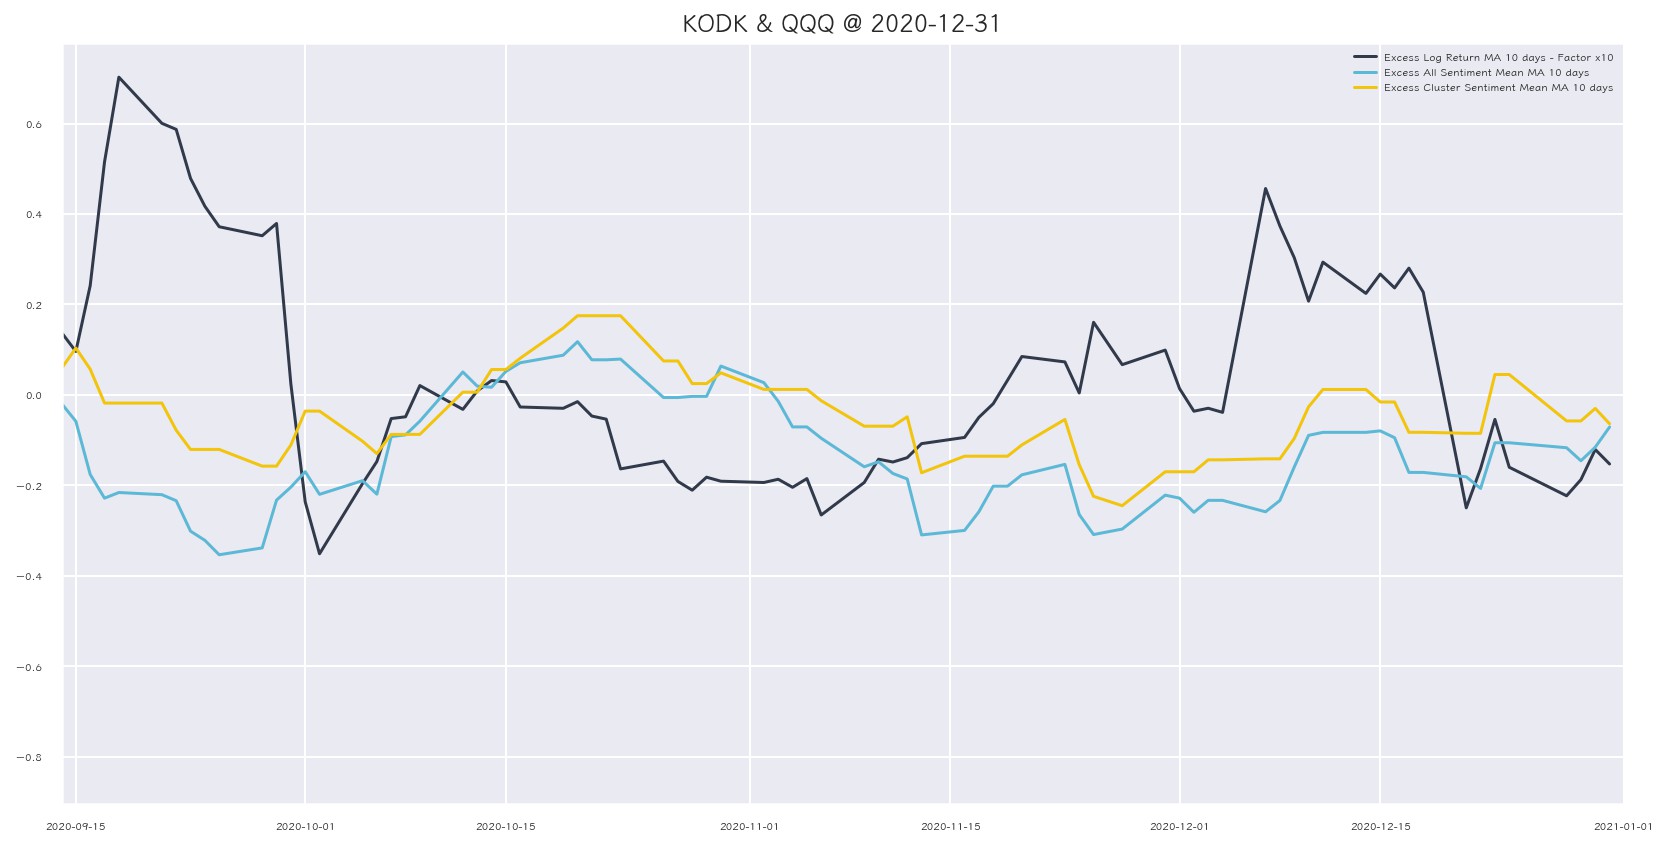 KODK & QQQ @ 2020-12-31
Excess Log Return MA 10 days - Factor x10
Excess All Sentiment Mean MA 10 days
Excess Cluster Sentiment Mean MA 10 days
0.6
0.4
0.2
0.0
−0.2
−0.4
−0.6
−0.8
2020-09-15 2020-10-01 2020-10-15 2020-11-01 2020-11-15 2020-12-01 2020-12-15 2021-01-01